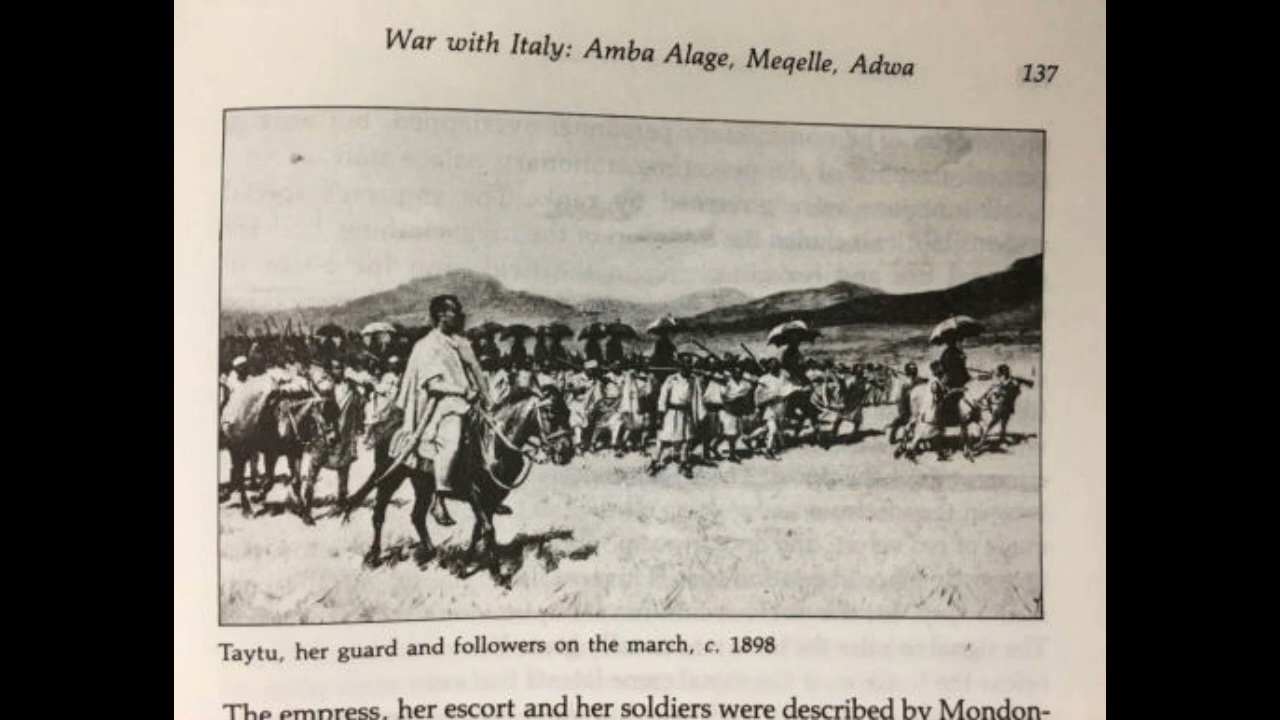 War with Italy: Amba Alage, Meqelle, Adwa 137
Taytu, her guard and followers on the march, c. 1898
The empress, her escort and her soldiers were described by Mondon-